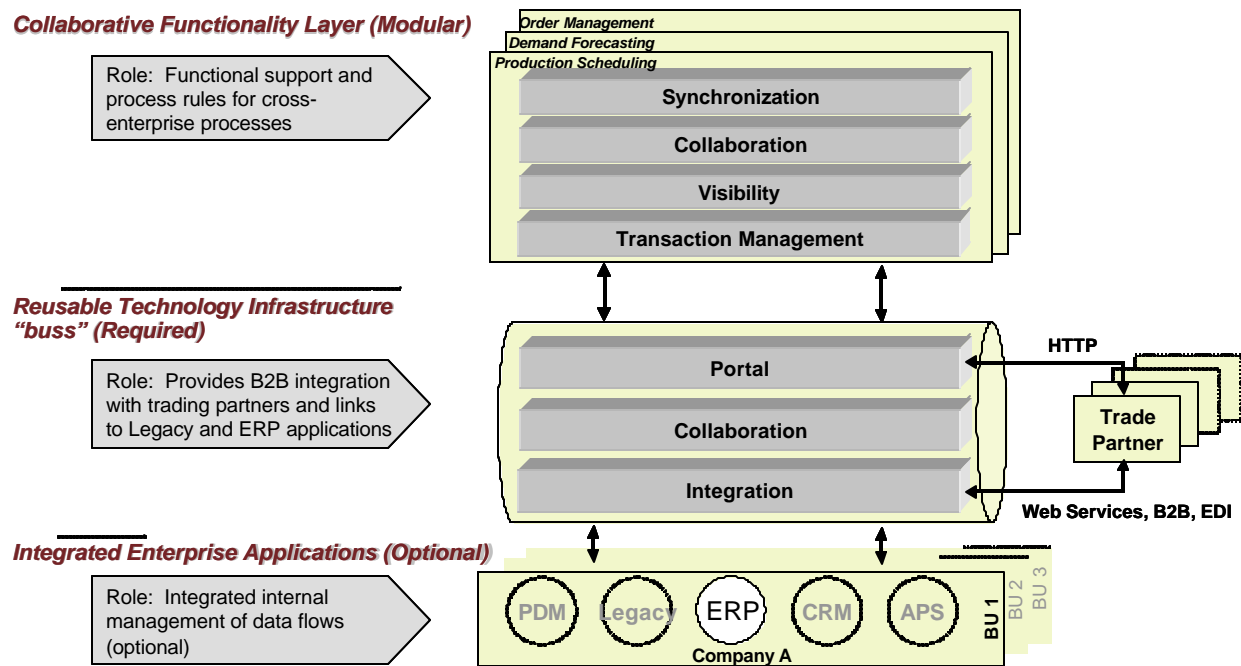 Collaborative Functionality Layer (Modular)
Role: Functional support and
process rules for cross-
enterprise processes
Order Management
Demand Forecasting
Production Scheduling
Synchronization
Collaboration
Visibility
Transaction Management
Reusable Technology Infrastructure
“buss” (Required)
Role: Provides B2B integration
with trading partners and links
to Legacy and ERP applications
Portal
Collaboration
Integration
HTTP
Trade
Partner
Web Services, B2B, EDI
Integrated Enterprise Applications (Optional)
Role: Integrated internal
management of data flows
(optional)
PDM
Legacy
ERP
CRM
APS
Company A
BU 1
BU 2
BU 3